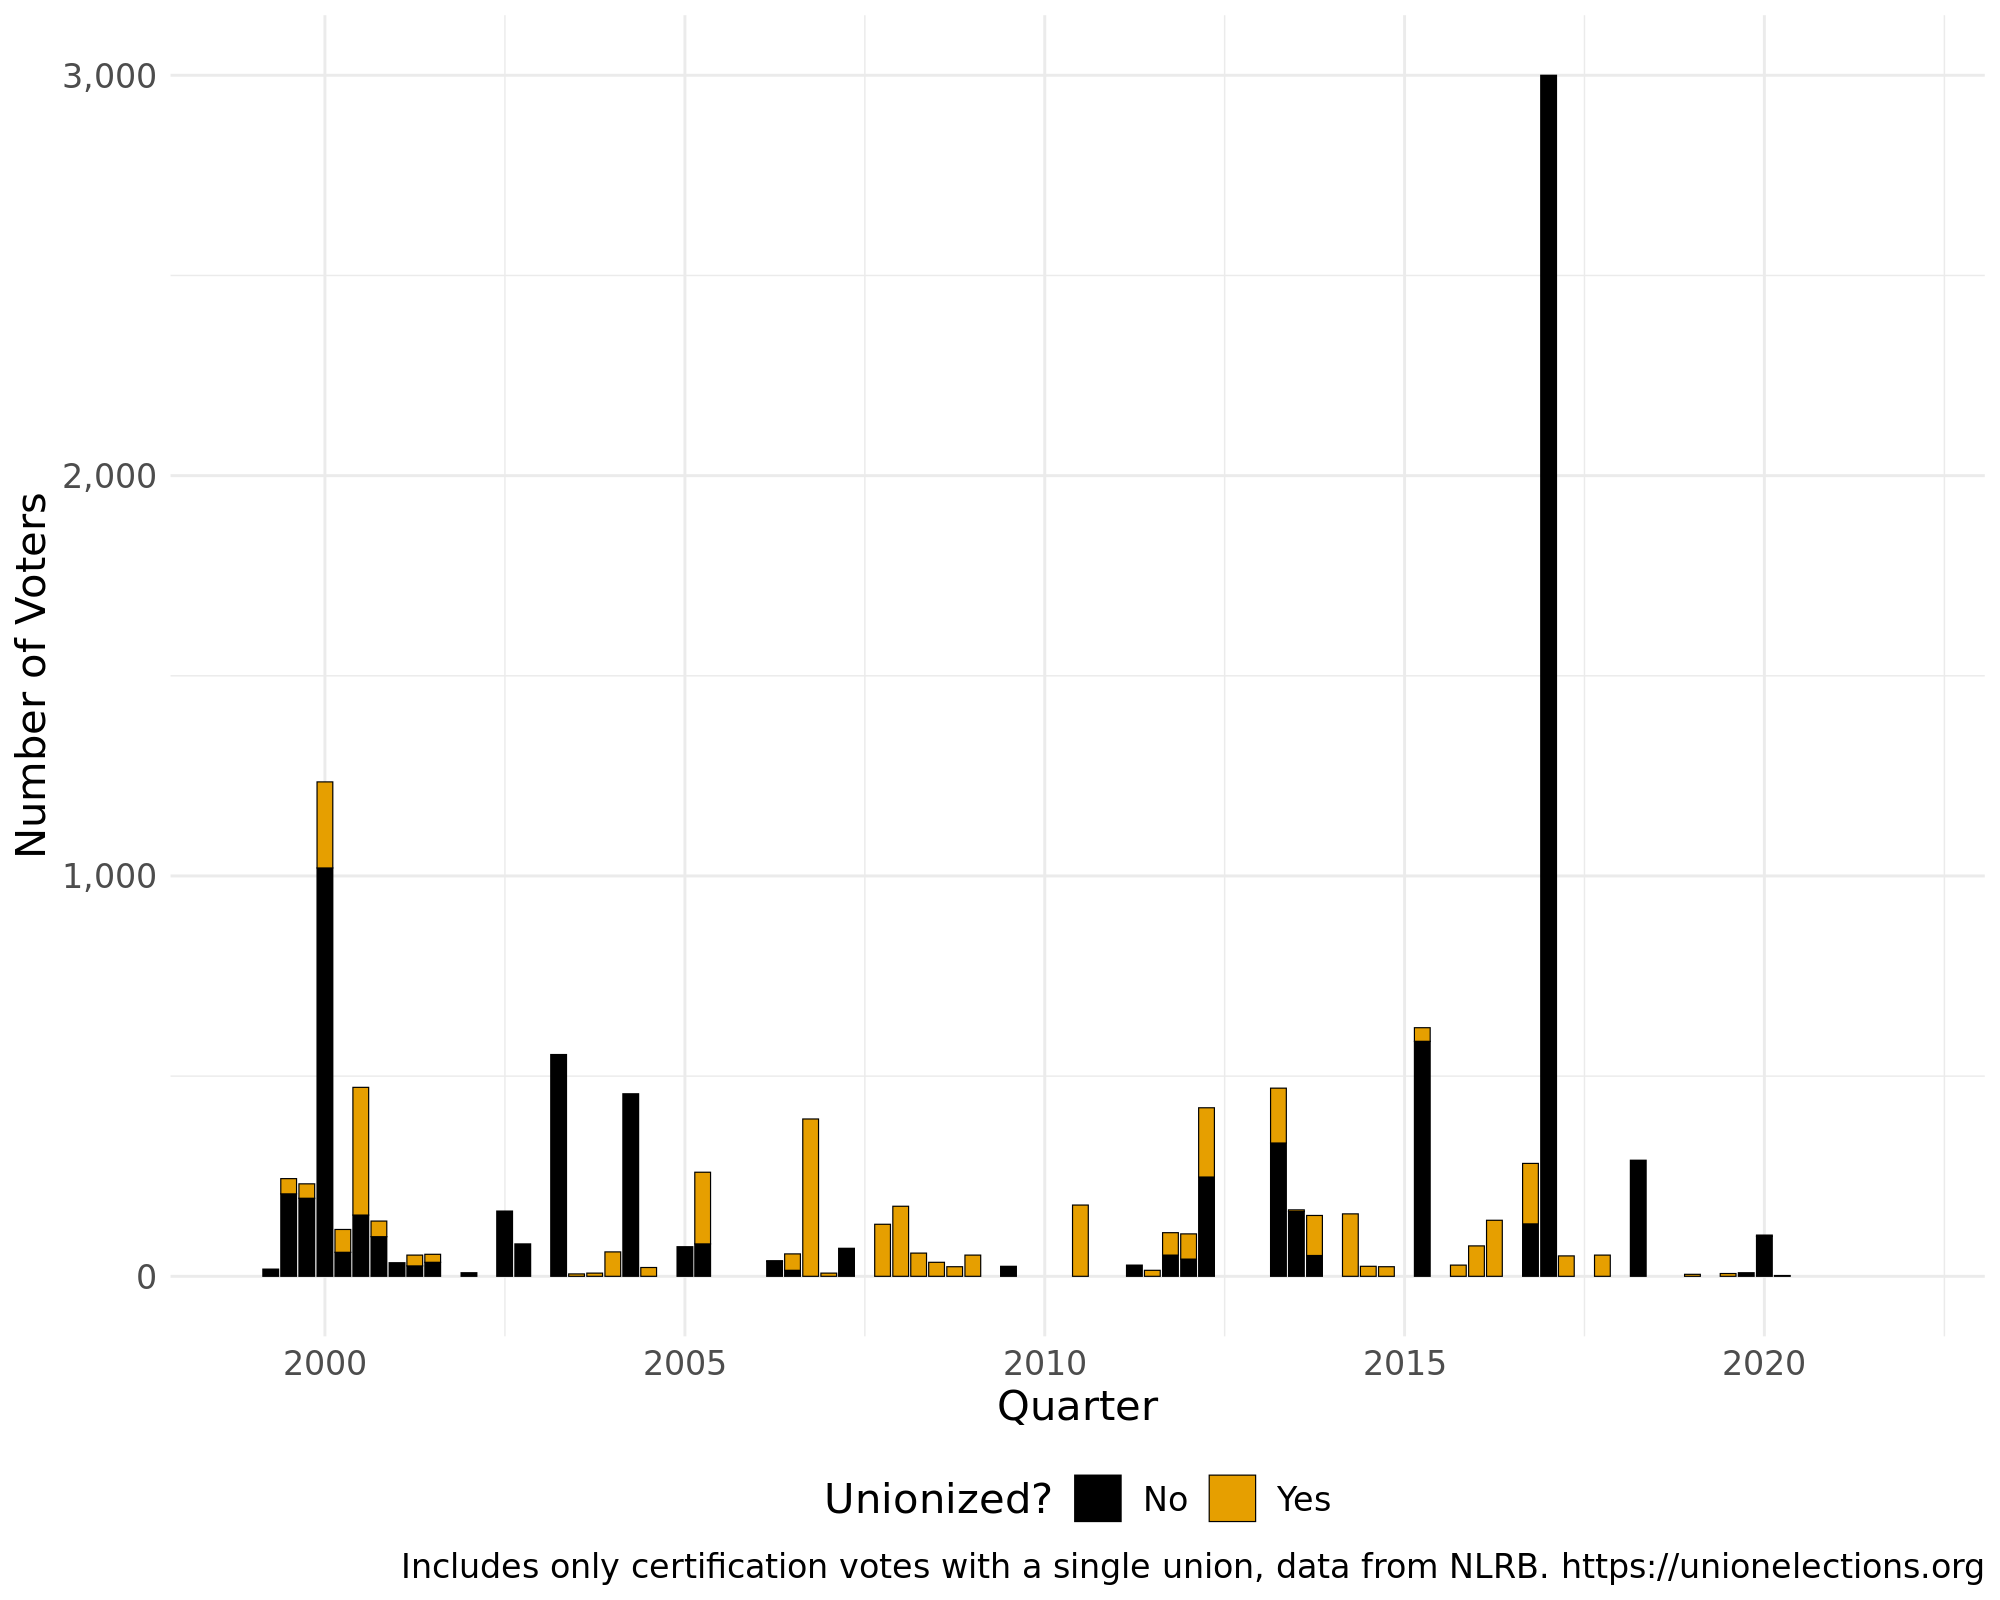 3,000
2,000
1,000
0
Number of Voters
2000 2005 2010 2015 2020
Quarter
Unionized? No Yes
Includes only certification votes with a single union, data from NLRB. https://unionelections.org